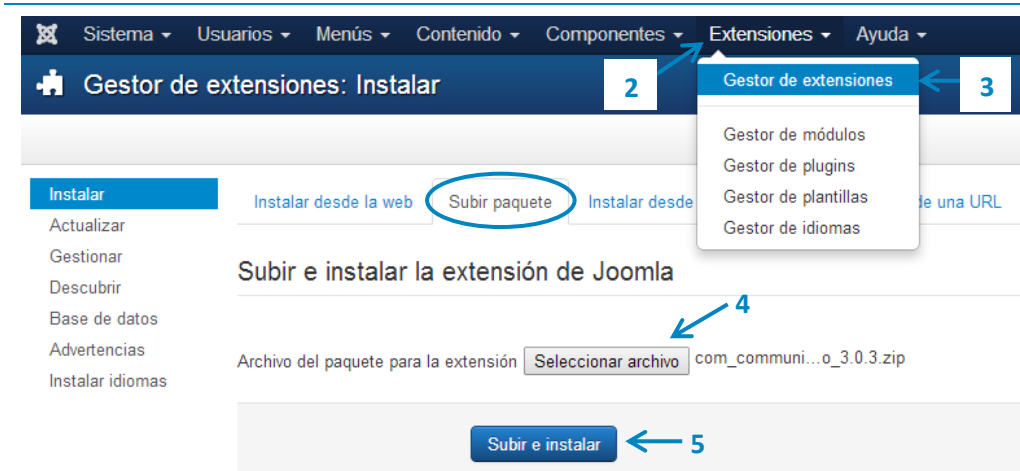 Sistema Usuarios Menús Contenido Componentes Extensiones Ayuda
Gestor de extensiones: Instalar
2
Gestor de extensiones
3
Gestor de módulos
Gestor de plugins
Gestor de plantillas
Gestor de idiomas
Instalar
Actualizar
Gestionar
Descubrir
Base de datos
Advertencias
Instalar idiomas
Instalar desde la web Subir paquete Instalar desde de una URL
Subir e instalar la extensión de Joomla
4
Archivo del paquete para la extensión Seleccionar archivo com_communi...o_3.0.3.zip
Subir e instalar 5